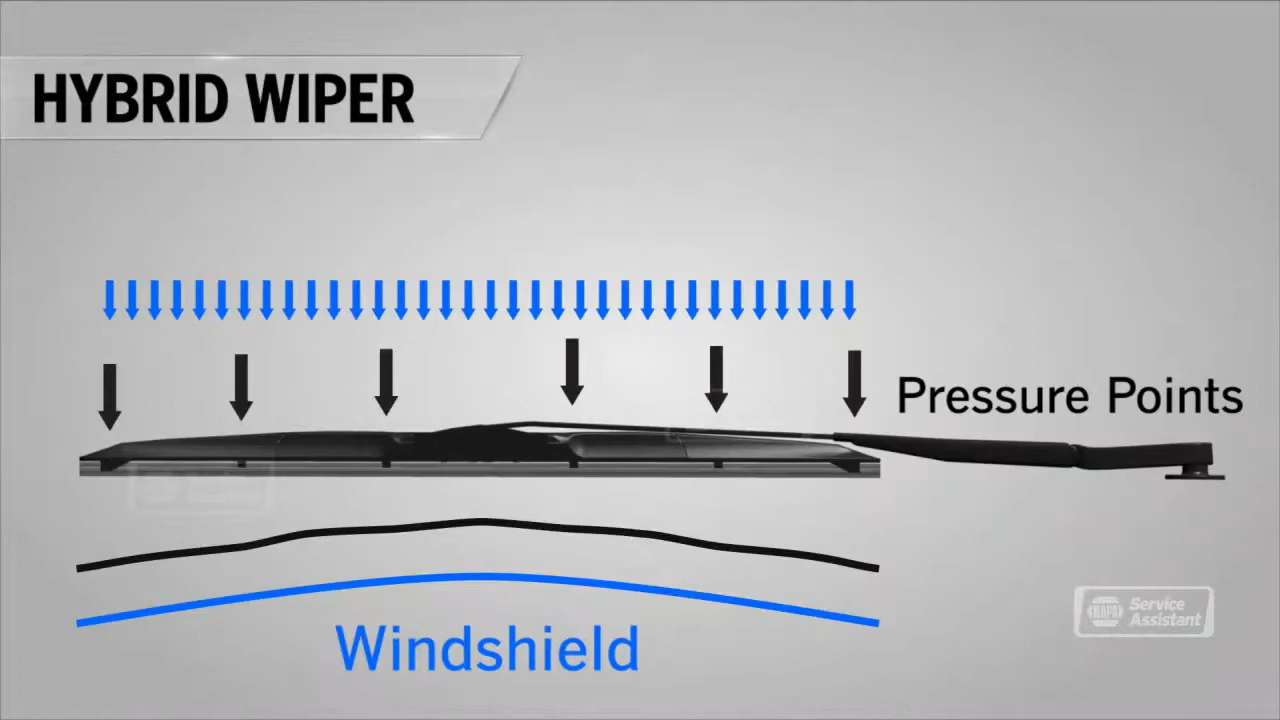 HYBRID WIPER
Pressure Points
Windshield
NAPA
Service
Assistant